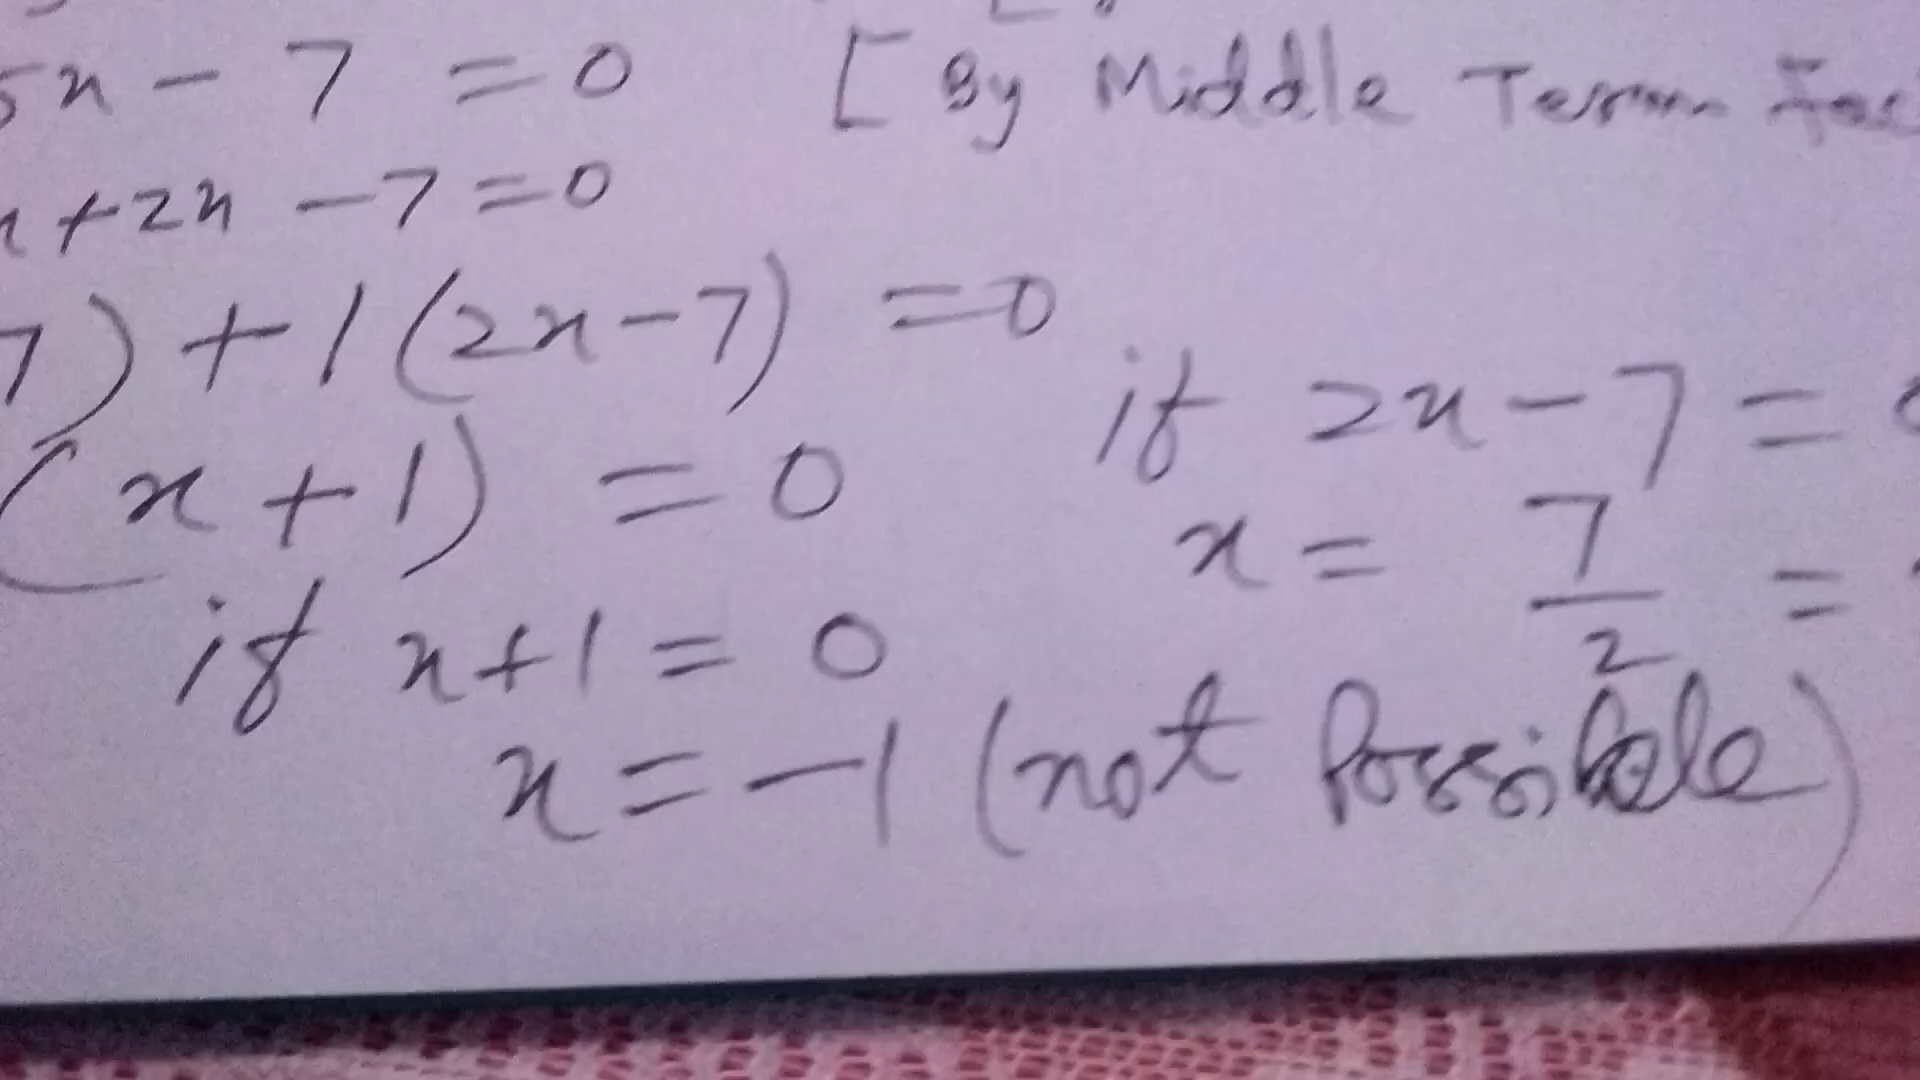 5x - 7 = 0 [ By Middle Term Fac
x + 2x - 7 = 0
7) + 1 (2x - 7) = 0
if 2x - 7 =
(x + 1) = 0
x = 7/2 =
if x + 1 = 0
x = -1 (not Possible)